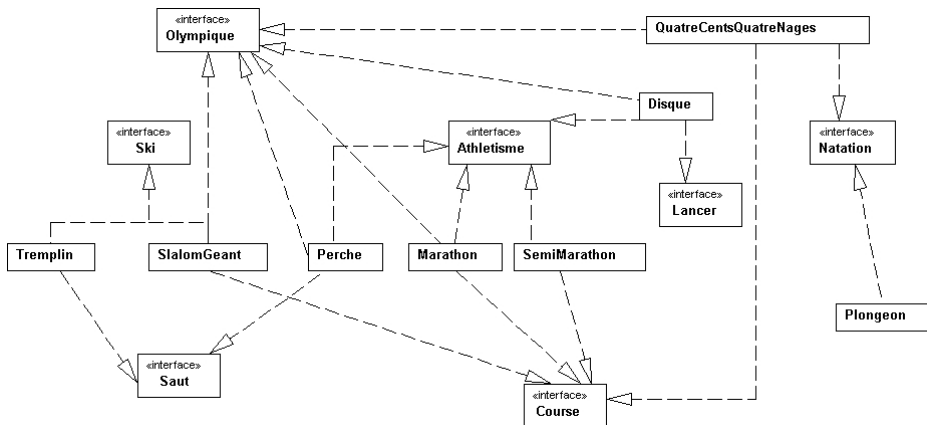 «interface»
Olympique
QuatreCentsQuatreNages
Disque
«interface»
Ski
«interface»
Athletisme
«interface»
Natation
«interface»
Lancer
Tremplin
SlalomGeant
Perche
Marathon
SemiMarathon
Plongeon
«interface»
Saut
«interface»
Course